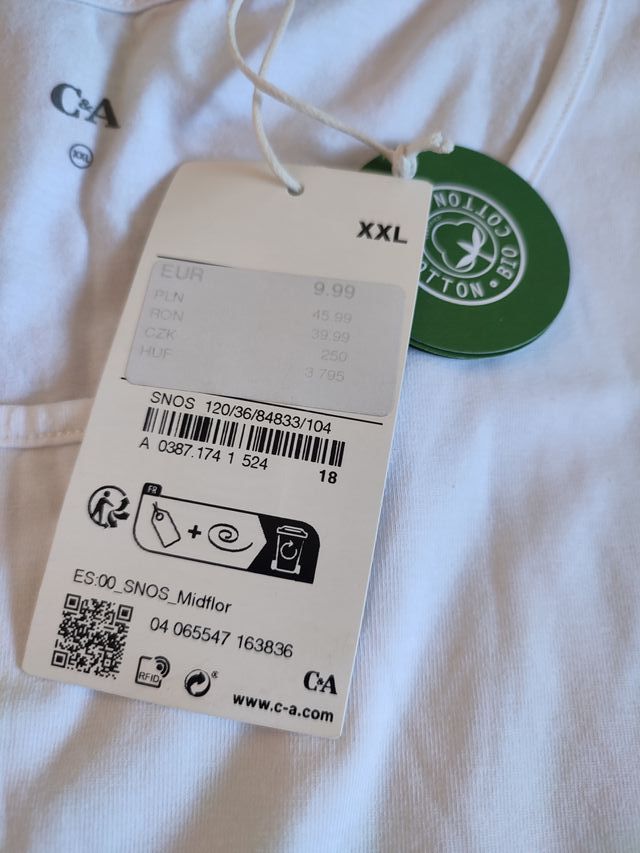 C&A
XXL
XXL
BIO COTTON
EUR 9.99
PLN 45.99
RON 39.99
CZK 250
HUF 3 795
SNOS 120/36/84833/104
A 0387.174 1 524
18
FR
+
ES:00_SNOS_Midflor
04 065547 163836
RFID
C&A
www.c-a.com